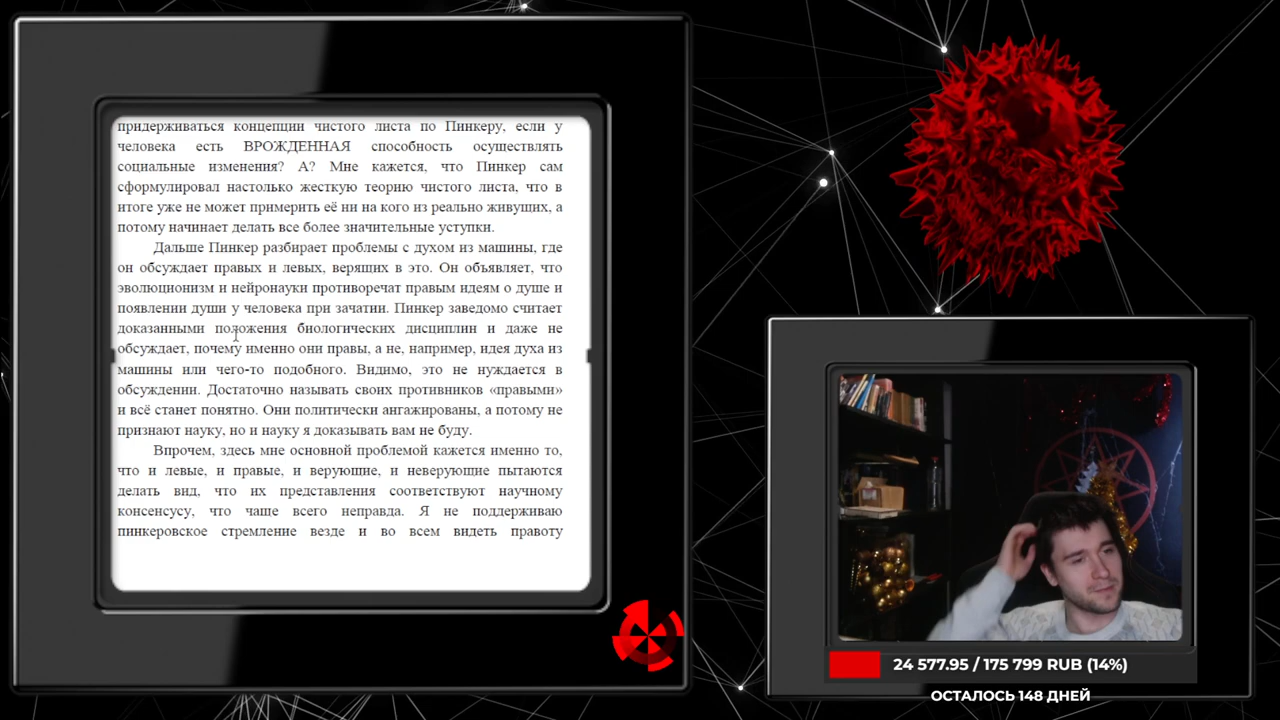 придерживаться концепции чистого листа по Пинкеру, если у
человека есть ВРОЖДЕННАЯ способность осуществлять
социальные изменения? А? Мне кажется, что Пинкер сам
сформулировал настолько жесткую теорию чистого листа, что в
итоге уже не может примерить её ни на кого из реально живущих, а
потому начинает делать все более значительные уступки.
Дальше Пинкер разбирает проблемы с духом из машины, где
он обсуждает правых и левых, верящих в это. Он объявляет, что
эволюционизм и нейронауки противоречат правым идеям о душе и
появлении души у человека при зачатии. Пинкер заведомо считает
доказанными положения биологических дисциплин и даже не
обсуждает, почему именно они правы, а не, например, идея духа из
машины или чего-то подобного. Видимо, это не нуждается в
обсуждении. Достаточно называть своих противников «правыми»
и всё станет понятно. Они политически ангажированы, а потому не
признают науку, но и науку я доказывать вам не буду.
Впрочем, здесь мне основной проблемой кажется именно то,
что и левые, и правые, и верующие, и неверующие пытаются
делать вид, что их представления соответствуют научному
консенсусу, что чаще всего неправда. Я не поддерживаю
пинкеровское стремление везде и во всем видеть правоту
24 577.95 / 175 799 RUB (14%)
ОСТАЛОСЬ 148 ДНЕЙ